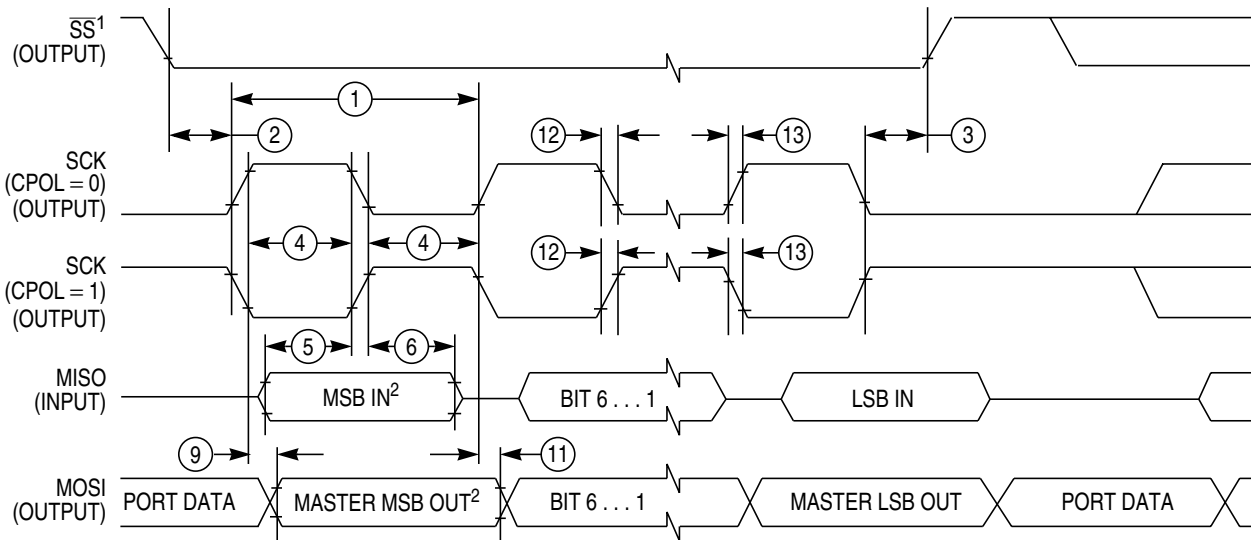 SS¹
(OUTPUT)
1
2
12
13
3
SCK
(CPOL = 0)
(OUTPUT)
4
4
12
13
SCK
(CPOL = 1)
(OUTPUT)
5
6
MISO
(INPUT)
MSB IN²
BIT 6 . . . 1
LSB IN
9
11
MOSI
(OUTPUT)
PORT DATA
MASTER MSB OUT²
BIT 6 . . . 1
MASTER LSB OUT
PORT DATA